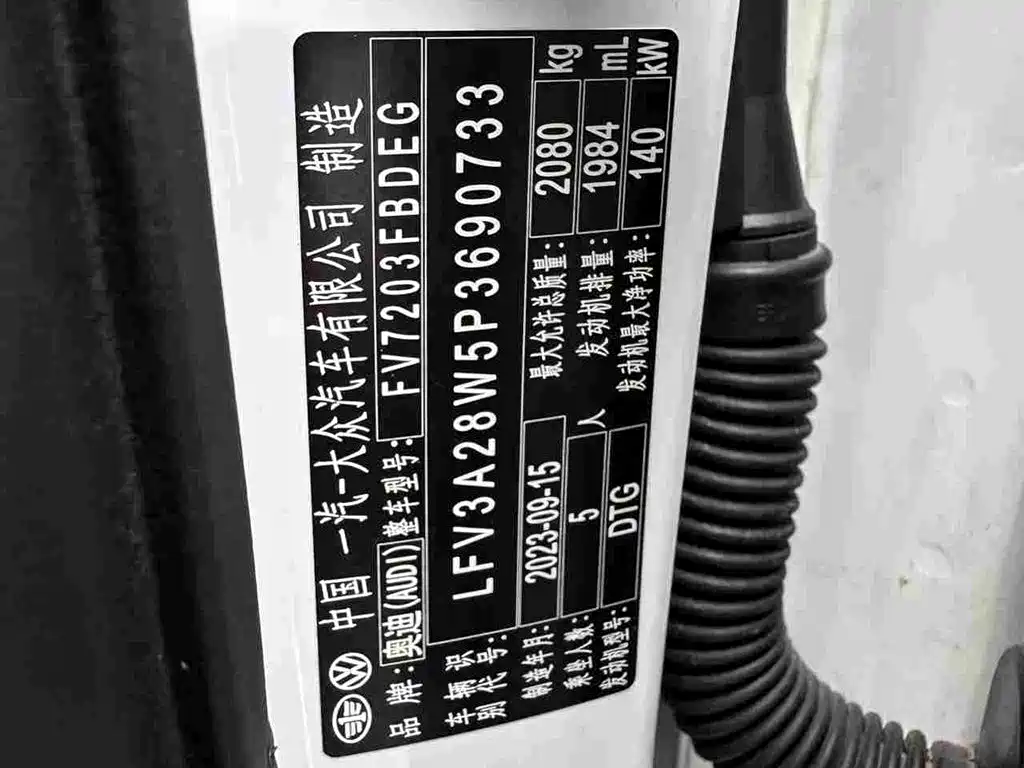 中国 一汽-大众汽车有限公司 制造
品牌: 奥迪(AUDI) 整车型号: FV7203FBDEG
车辆识别代号: LFV3A28W5P3690733
制造年月: 2023-09-15 最大允许总质量: 2080 kg
乘坐人数: 5 人 发动机排量: 1984 mL
发动机型号: DTG 发动机最大净功率: 140 kW